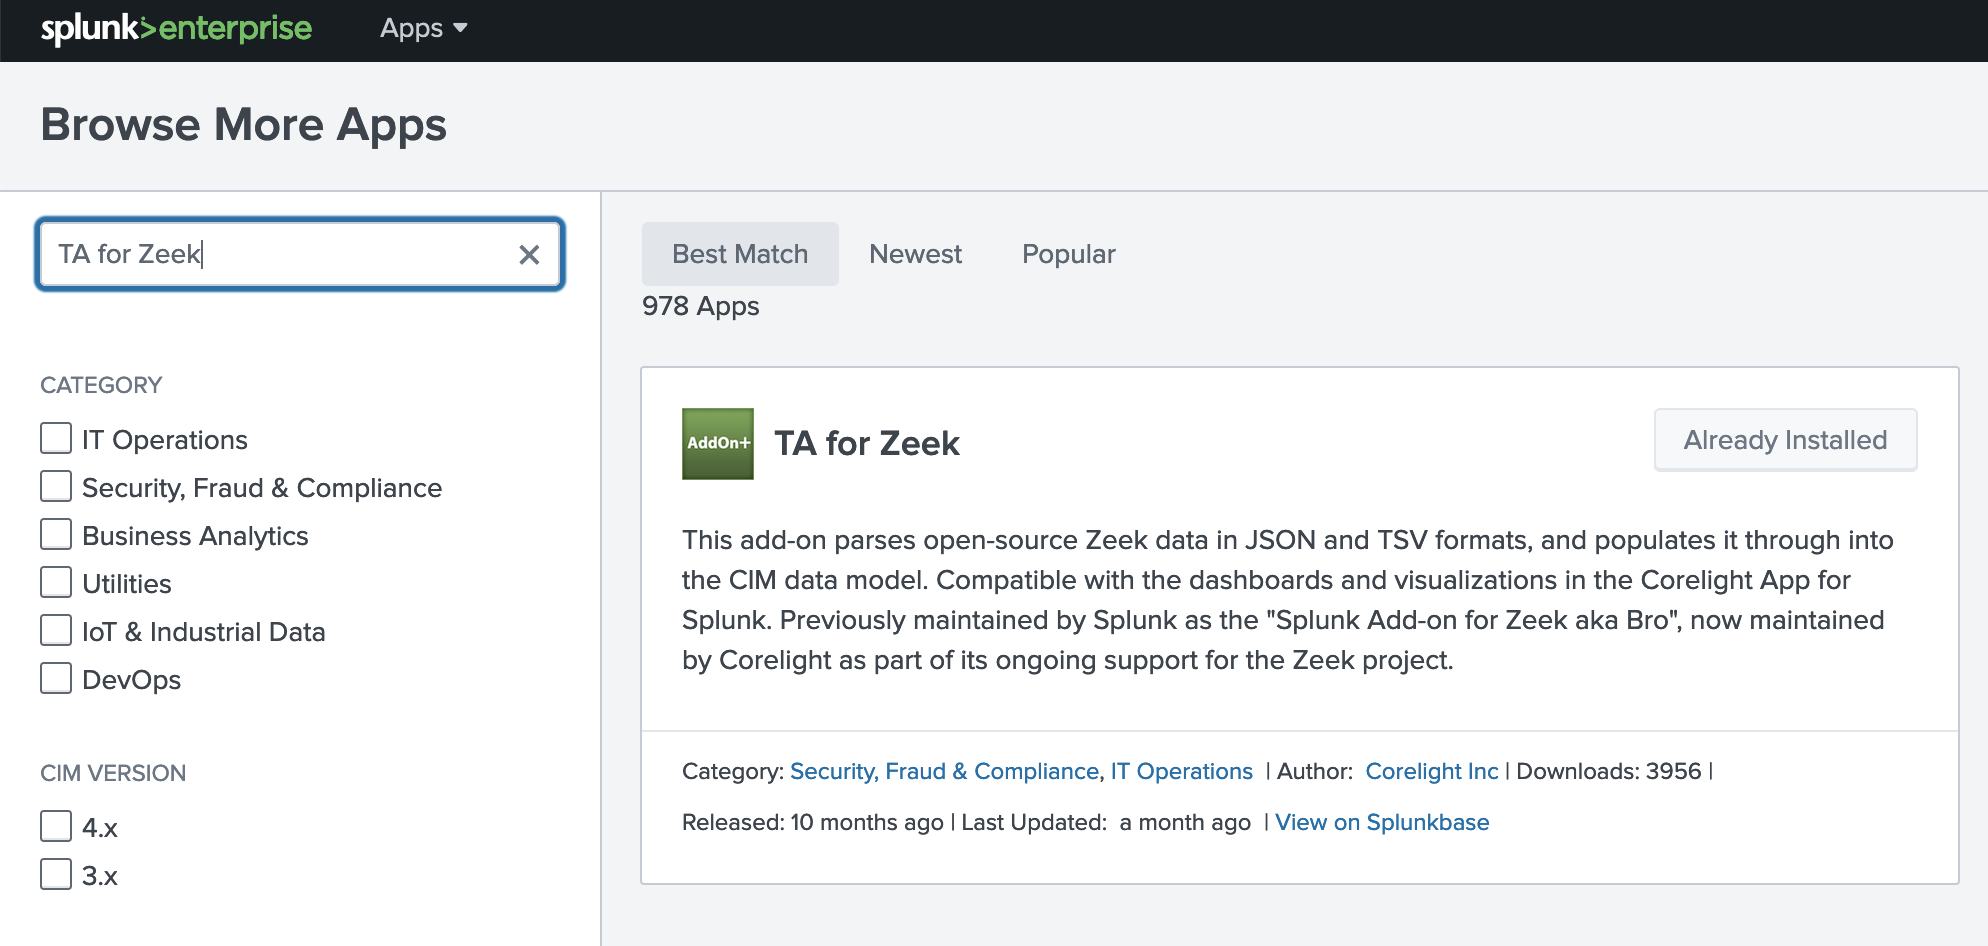 splunk>enterprise
Apps
Browse More Apps
TA for Zeek
Best Match
Newest
Popular
978 Apps
CATEGORY
IT Operations
Security, Fraud & Compliance
Business Analytics
Utilities
IoT & Industrial Data
DevOps
CIM VERSION
4.x
3.x
AddOn+
TA for Zeek
Already Installed
This add-on parses open-source Zeek data in JSON and TSV formats, and populates it through into
the CIM data model. Compatible with the dashboards and visualizations in the Corelight App for
Splunk. Previously maintained by Splunk as the "Splunk Add-on for Zeek aka Bro", now maintained
by Corelight as part of its ongoing support for the Zeek project.
Category: Security, Fraud & Compliance, IT Operations | Author: Corelight Inc | Downloads: 3956 |
Released: 10 months ago | Last Updated: a month ago | View on Splunkbase